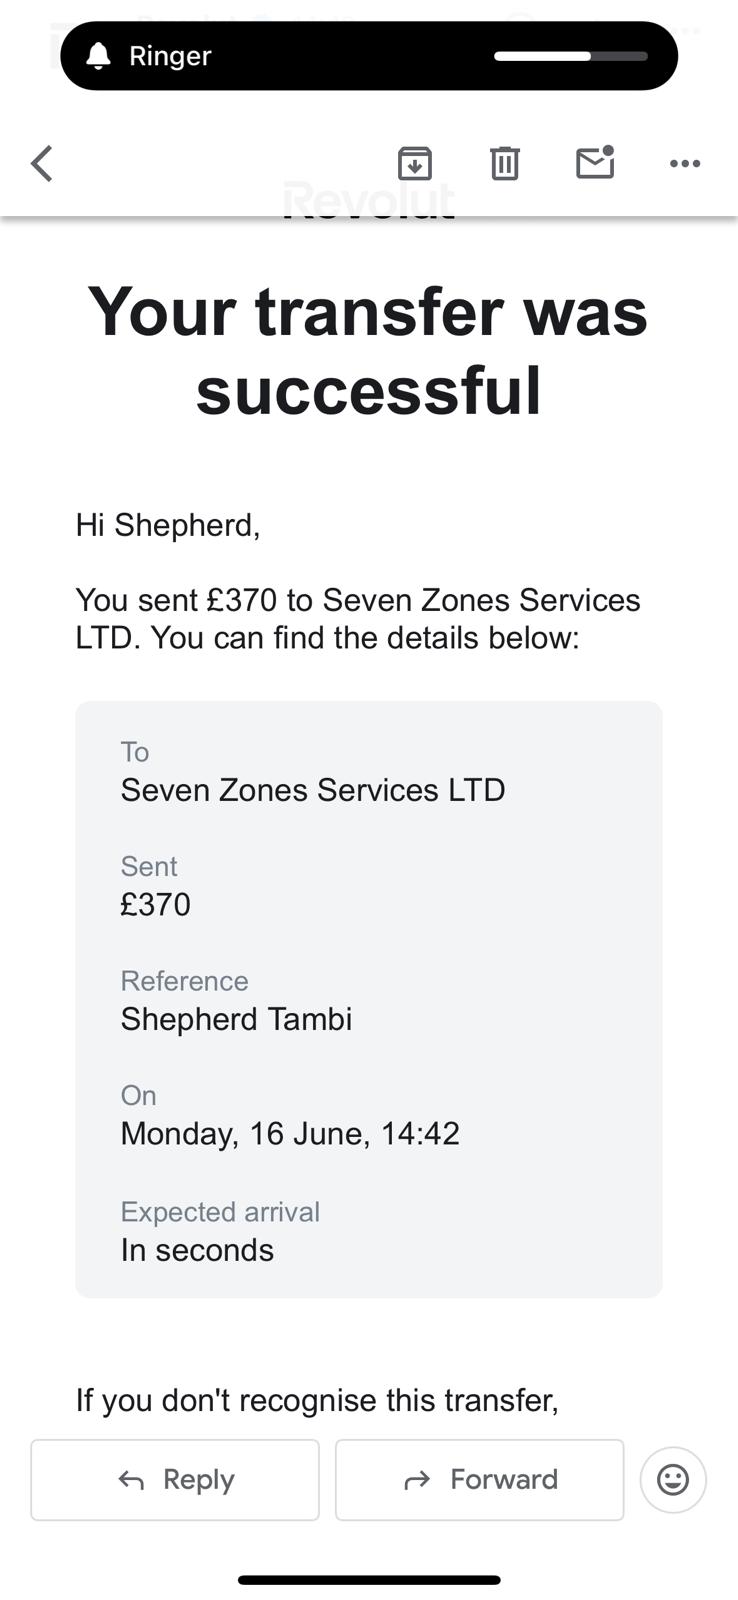 Ringer
Revolut
Your transfer was
successful
Hi Shepherd,
You sent £370 to Seven Zones Services
LTD. You can find the details below:
To
Seven Zones Services LTD
Sent
£370
Reference
Shepherd Tambi
On
Monday, 16 June, 14:42
Expected arrival
In seconds
If you don't recognise this transfer,
Reply
Forward